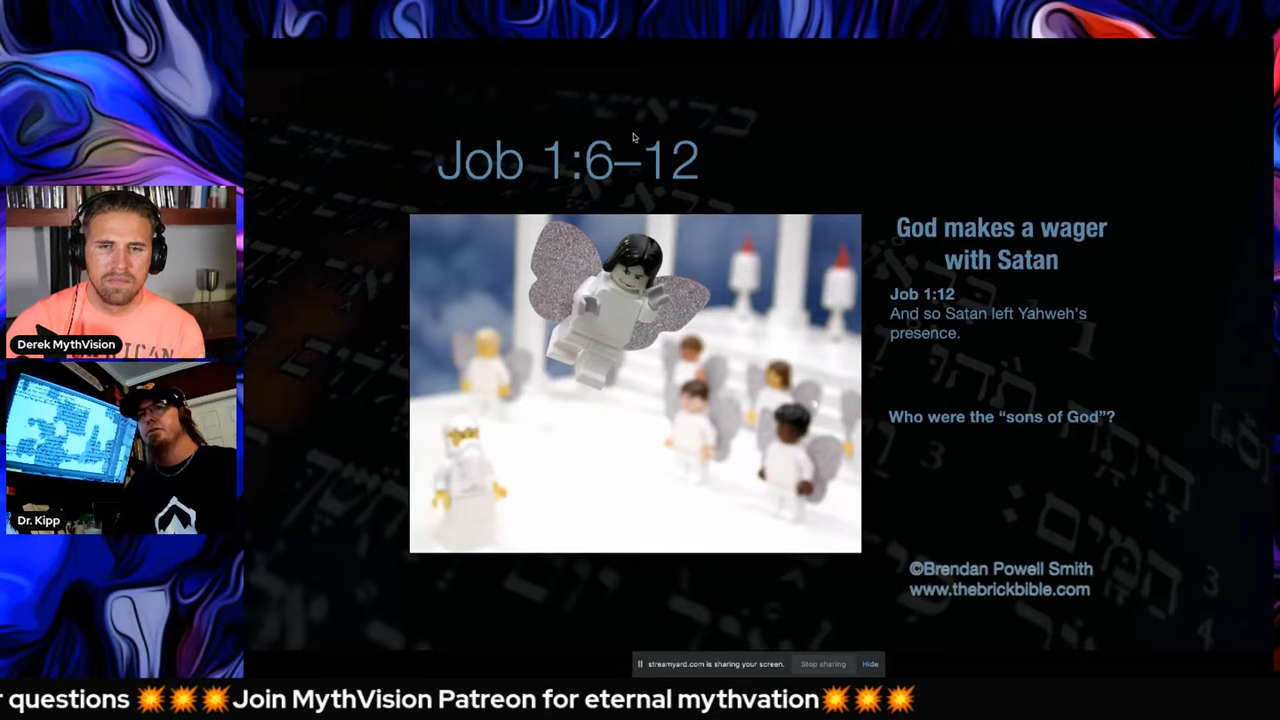 Job 1:6–12
God makes a wager
with Satan
Job 1:12
And so Satan left Yahweh's
presence.
Who were the “sons of God”?
©Brendan Powell Smith
www.thebrickbible.com
Derek MythVision
Dr. Kipp
streamyard.com is sharing your screen. Stop sharing Hide
questions 💥💥💥Join MythVision Patreon for eternal mythvation💥💥💥